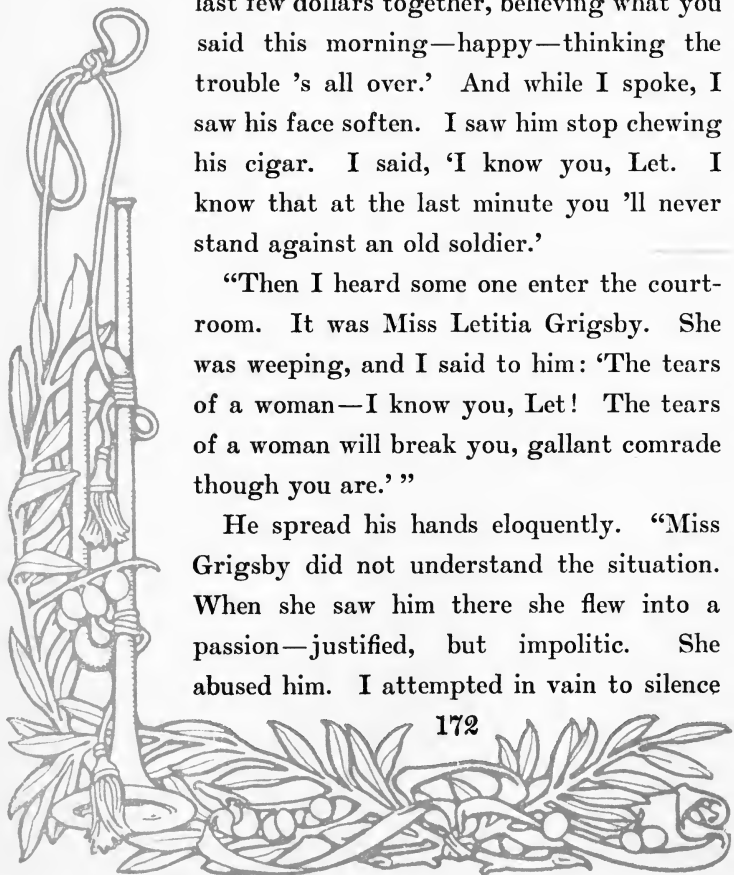 last few dollars together, believing what you
said this morning—happy—thinking the
trouble 's all over.' And while I spoke, I
saw his face soften. I saw him stop chewing
his cigar. I said, ‘I know you, Let. I
know that at the last minute you 'll never
stand against an old soldier.’
“Then I heard some one enter the court-
room. It was Miss Letitia Grigsby. She
was weeping, and I said to him: ‘The tears
of a woman—I know you, Let! The tears
of a woman will break you, gallant comrade
though you are.’ ”
He spread his hands eloquently. “Miss
Grigsby did not understand the situation.
When she saw him there she flew into a
passion—justified, but impolitic. She
abused him. I attempted in vain to silence
172